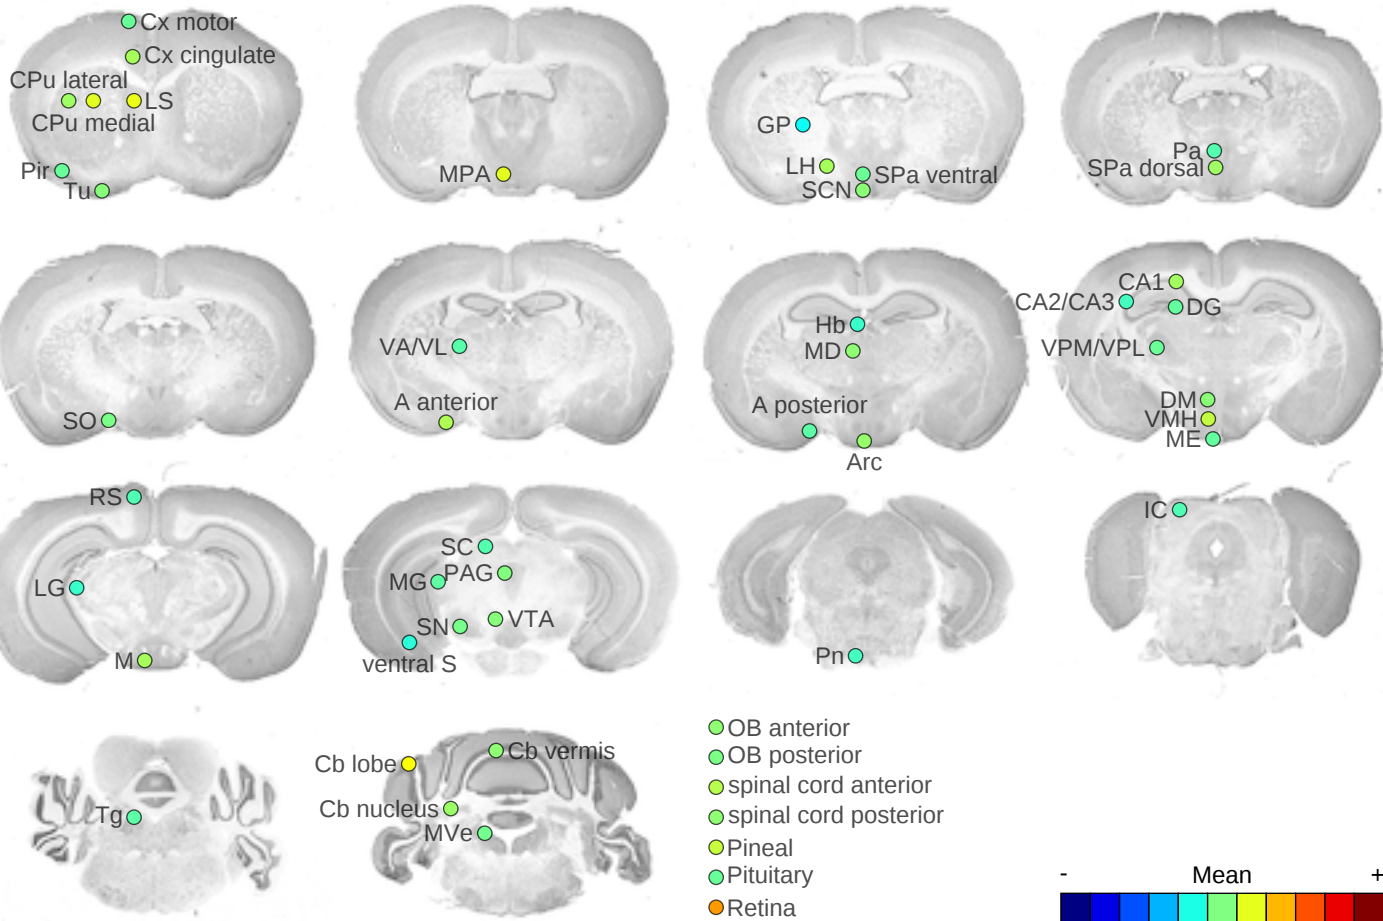 Cx motor
Cx cingulate
CPu lateral
LS
CPu medial
Pir
Tu
MPA
GP
LH
SPa ventral
SCN
Pa
SPa dorsal
SO
VA/VL
A anterior
Hb
MD
A posterior
Arc
CA1
CA2/CA3
DG
VPM/VPL
DM
VMH
ME
RS
LG
M
SC
MG
PAG
SN
VTA
ventral S
Pn
IC
Tg
Cb lobe
Cb vermis
Cb nucleus
MVe
OB anterior
OB posterior
spinal cord anterior
spinal cord posterior
Pineal
Pituitary
Retina
- Mean +